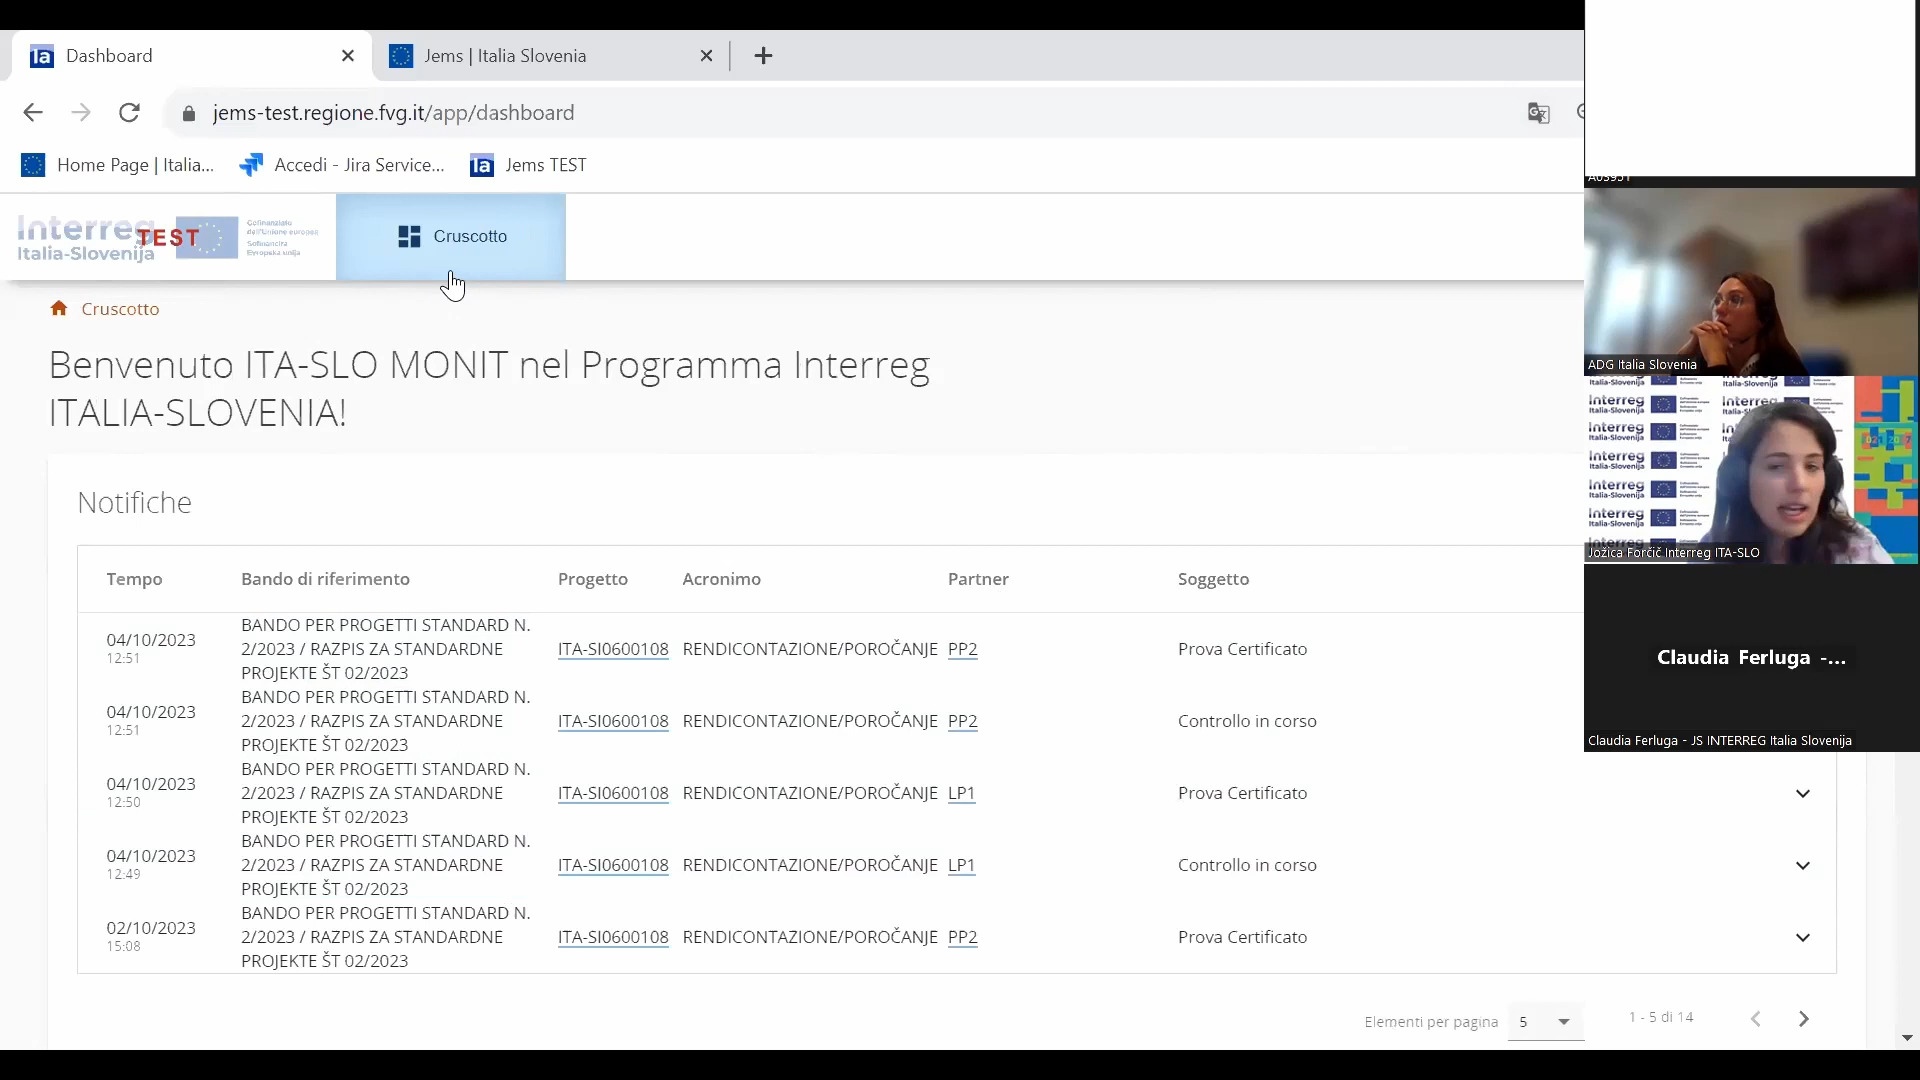 Dashboard
Jems | Italia Slovenia
jems-test.regione.fvg.it/app/dashboard
Home Page | Italia...
Accedi - Jira Service...
Jems TEST
Interreg
Italia-Slovenija
TEST
Cofinanziato
dell'Unione europea
Sofinancira
Evropska unija
Cruscotto
Cruscotto
Benvenuto ITA-SLO MONIT nel Programma Interreg
ITALIA-SLOVENIA!
Notifiche
Tempo Bando di riferimento Progetto Acronimo Partner Soggetto
BANDO PER PROGETTI STANDARD N.
04/10/2023
12:51
2/2023 / RAZPIS ZA STANDARDNE ITA-SI0600108 RENDICONTAZIONE/POROČANJE PP2 Prova Certificato
PROJEKTE ŠT 02/2023
BANDO PER PROGETTI STANDARD N.
04/10/2023
12:51
2/2023 / RAZPIS ZA STANDARDNE ITA-SI0600108 RENDICONTAZIONE/POROČANJE PP2 Controllo in corso
PROJEKTE ŠT 02/2023
BANDO PER PROGETTI STANDARD N.
04/10/2023
12:50
2/2023 / RAZPIS ZA STANDARDNE ITA-SI0600108 RENDICONTAZIONE/POROČANJE LP1 Prova Certificato
PROJEKTE ŠT 02/2023
BANDO PER PROGETTI STANDARD N.
04/10/2023
12:49
2/2023 / RAZPIS ZA STANDARDNE ITA-SI0600108 RENDICONTAZIONE/POROČANJE LP1 Controllo in corso
PROJEKTE ŠT 02/2023
BANDO PER PROGETTI STANDARD N.
02/10/2023
15:08
2/2023 / RAZPIS ZA STANDARDNE ITA-SI0600108 RENDICONTAZIONE/POROČANJE PP2 Prova Certificato
PROJEKTE ŠT 02/2023
Elementi per pagina 5 1 - 5 di 14
ADG Italia Slovenia
Jožica Forčič Interreg ITA-SLO
Claudia Ferluga -...
Claudia Ferluga - JS INTERREG Italia Slovenija